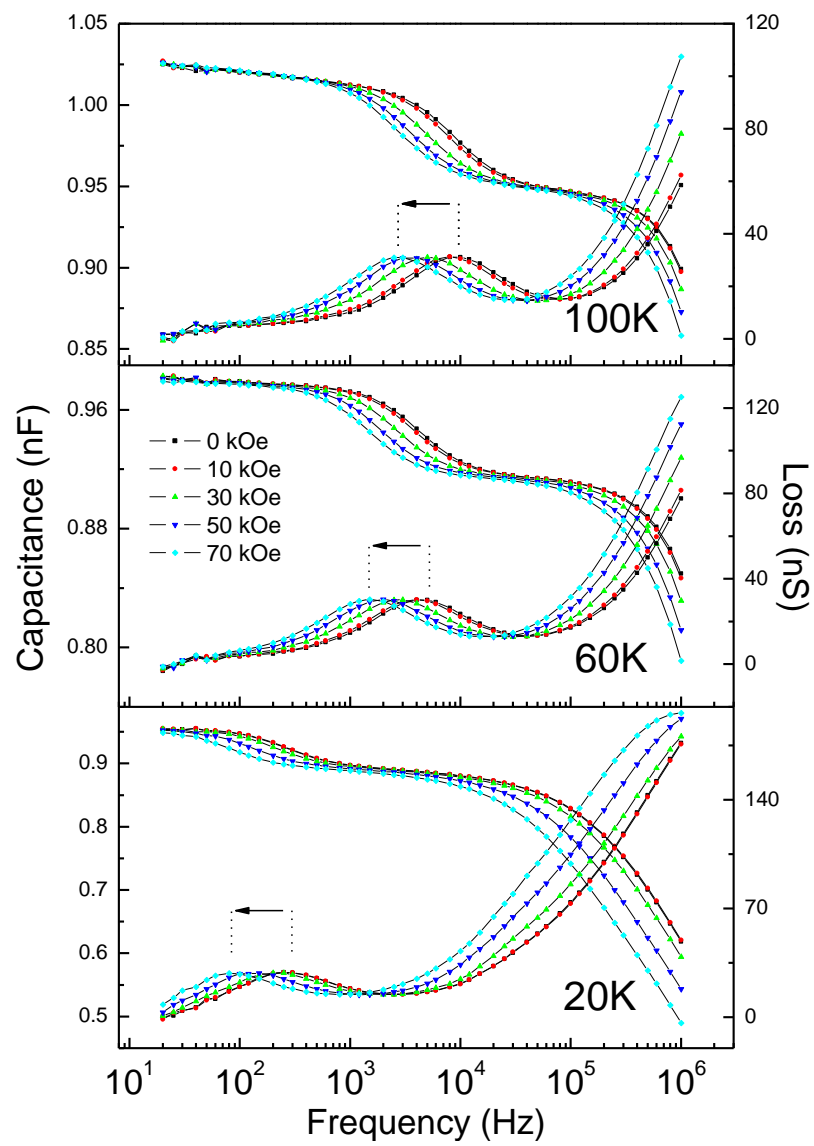 1.05
1.00
0.95
0.90
0.85
120
80
40
0
100K
0.96
0.88
0.80
120
80
40
0
0 kOe
10 kOe
30 kOe
50 kOe
70 kOe
60K
0.9
0.8
0.7
0.6
0.5
140
70
0
20K
Capacitance (nF)
Loss (nS)
10¹ 10² 10³ 10⁴ 10⁵ 10⁶
Frequency (Hz)